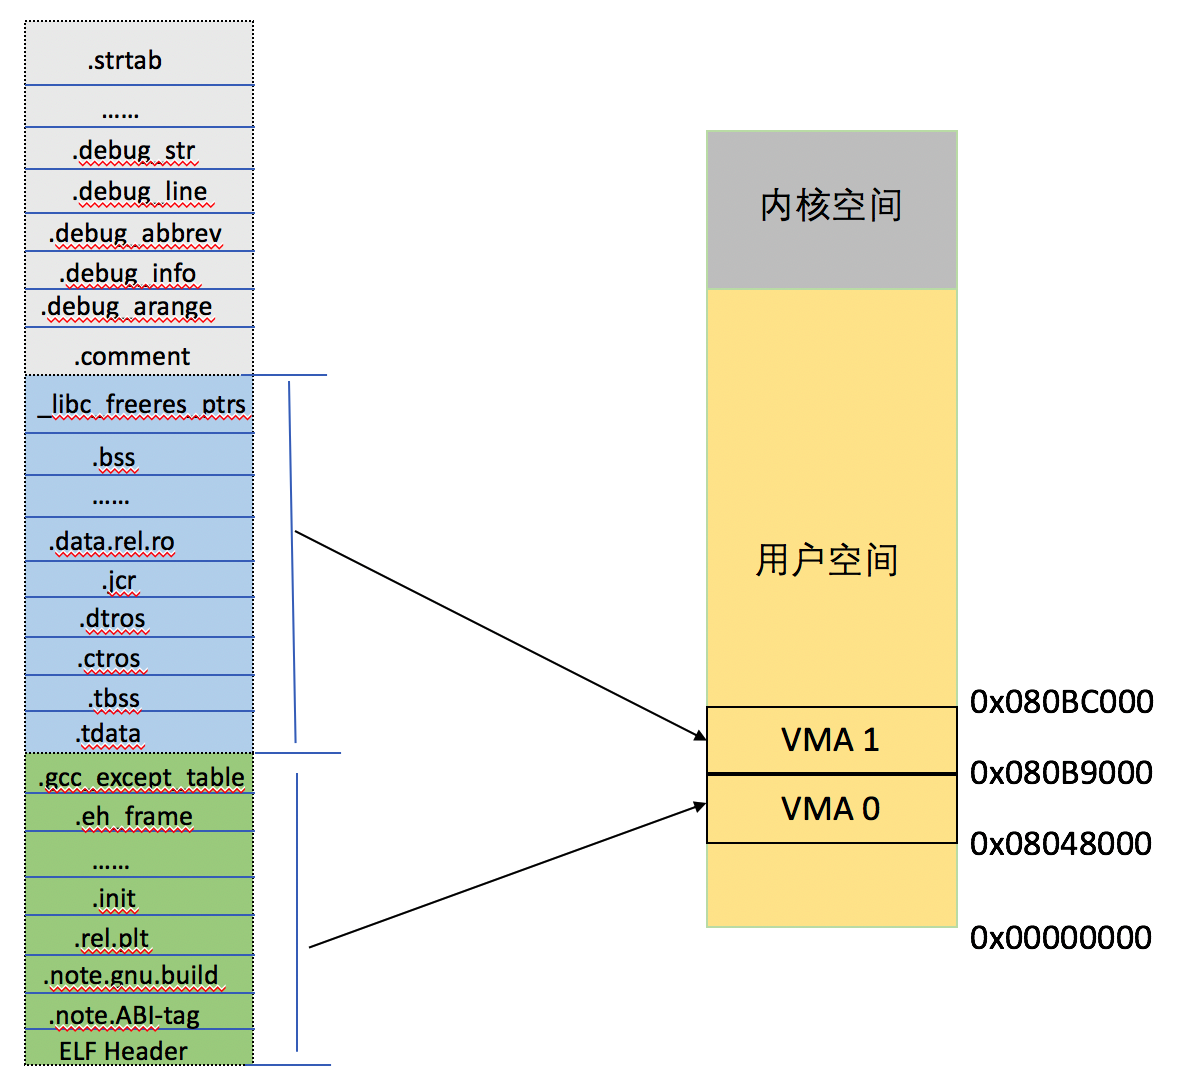 .strtab
......
.debug_str
.debug_line
.debug_abbrev
.debug_info
.debug_arange
.comment
_libc_freeres_ptrs
.bss
......
.data.rel.ro
.jcr
.dtros
.ctros
.tbss
.tdata
.gcc_except_table
.eh_frame
......
.init
.rel.plt
.note.gnu.build
.note.ABI-tag
ELF Header
内核空间
用户空间
0x080BC000
VMA 1
0x080B9000
VMA 0
0x08048000
0x00000000